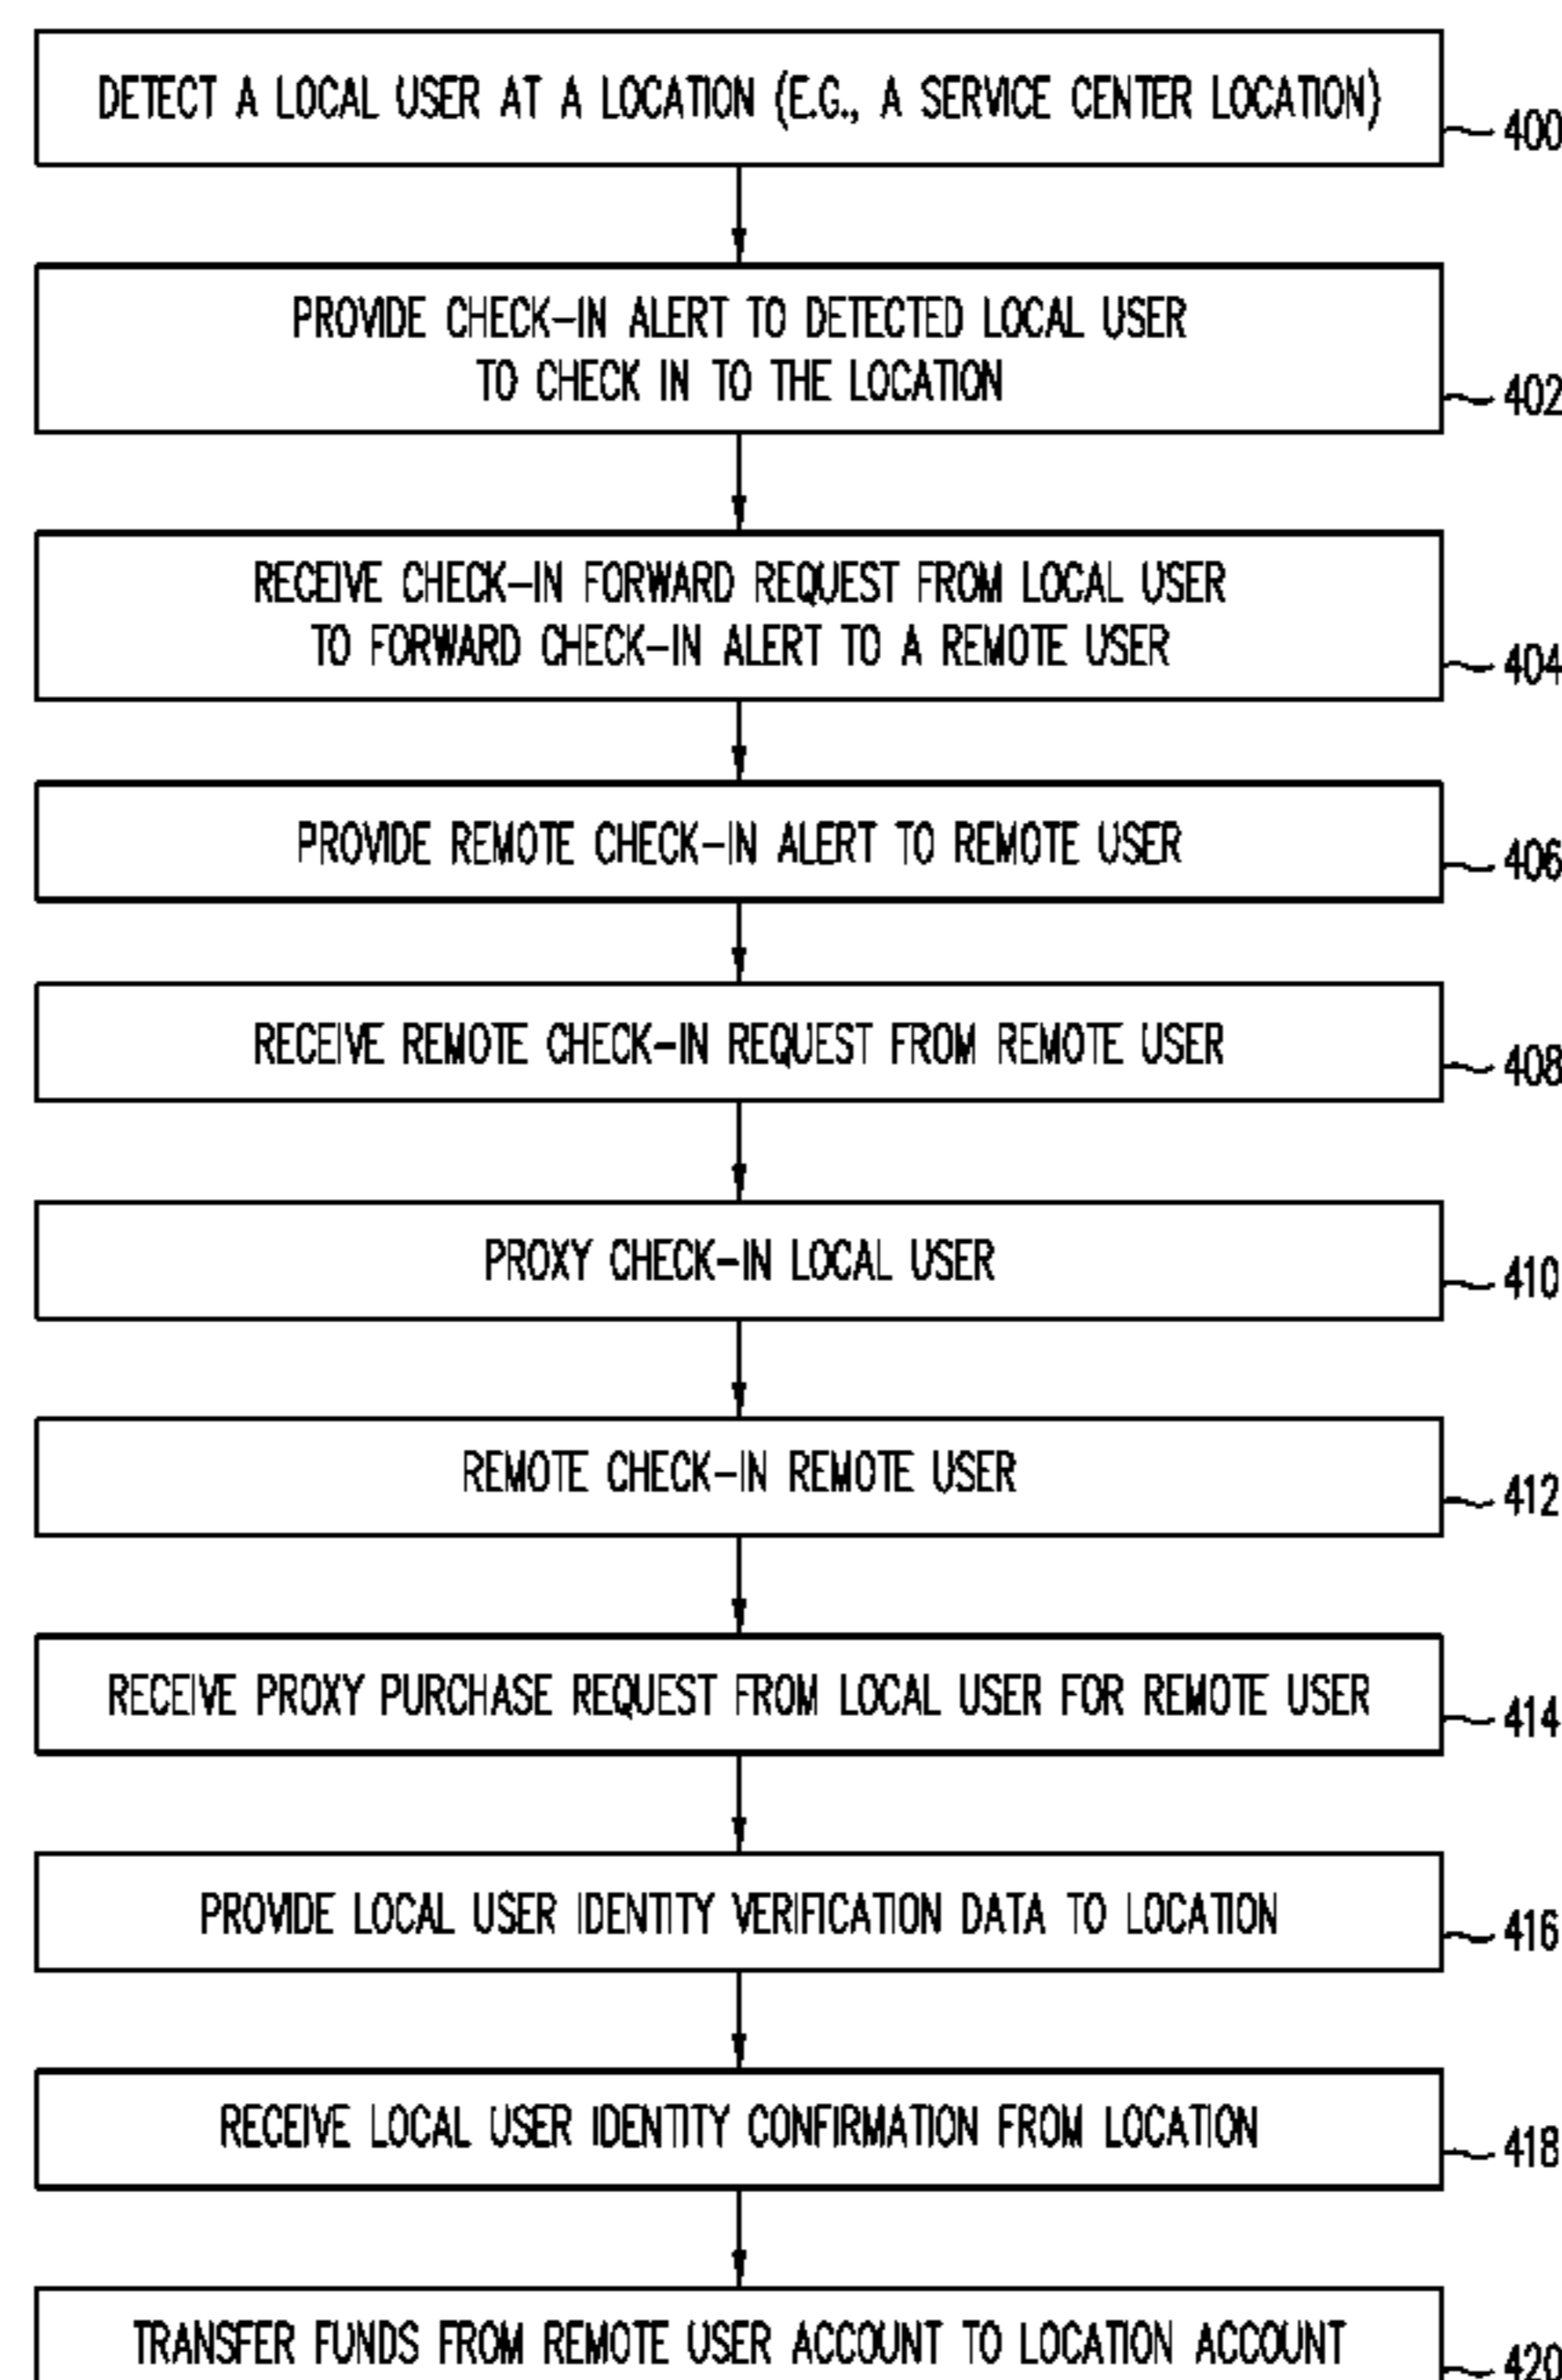 DETECT A LOCAL USER AT A LOCATION (E.G., A SERVICE CENTER LOCATION)
400
PROVIDE CHECK-IN ALERT TO DETECTED LOCAL USER
TO CHECK IN TO THE LOCATION
402
RECEIVE CHECK-IN FORWARD REQUEST FROM LOCAL USER
TO FORWARD CHECK-IN ALERT TO A REMOTE USER
404
PROVIDE REMOTE CHECK-IN ALERT TO REMOTE USER
406
RECEIVE REMOTE CHECK-IN REQUEST FROM REMOTE USER
408
PROXY CHECK-IN LOCAL USER
410
REMOTE CHECK-IN REMOTE USER
412
RECEIVE PROXY PURCHASE REQUEST FROM LOCAL USER FOR REMOTE USER
414
PROVIDE LOCAL USER IDENTITY VERIFICATION DATA TO LOCATION
416
RECEIVE LOCAL USER IDENTITY CONFIRMATION FROM LOCATION
418
TRANSFER FUNDS FROM REMOTE USER ACCOUNT TO LOCATION ACCOUNT
420